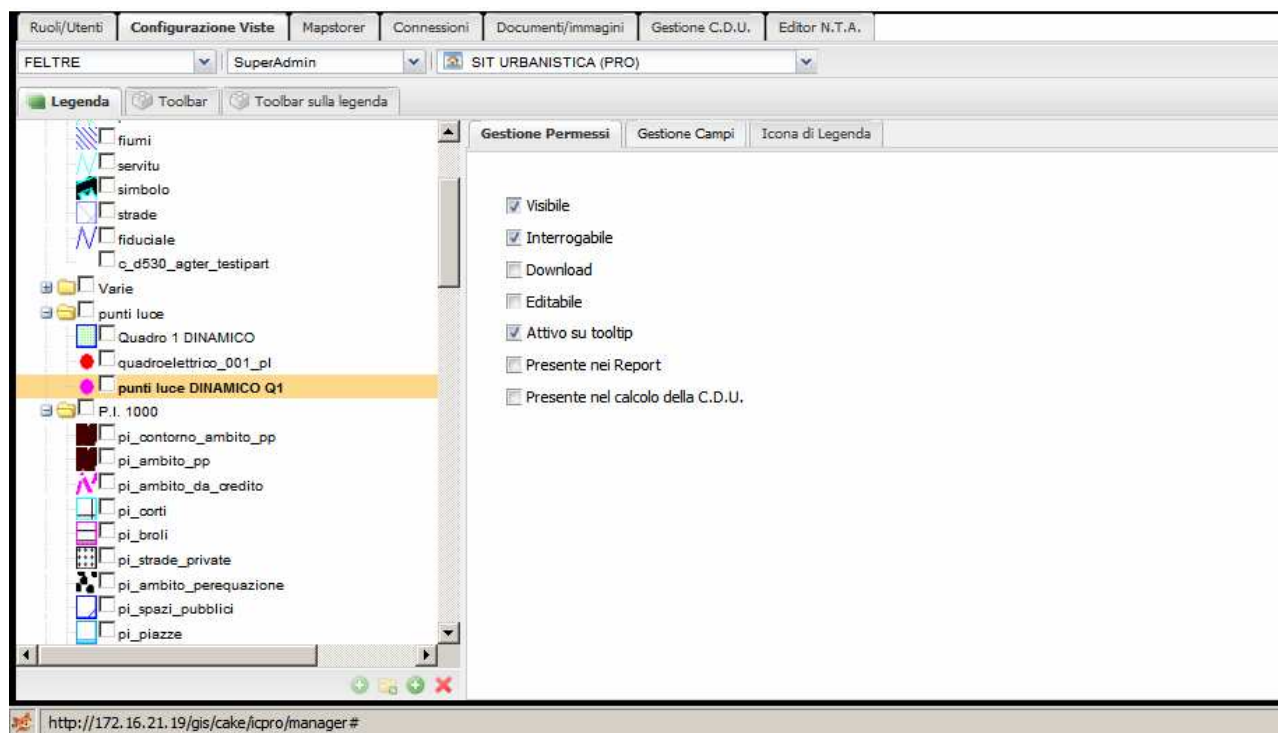 Ruoli/Utenti Configurazione Viste Mapstorer Connessioni Documenti/immagini Gestione C.D.U. Editor N.T.A.
FELTRE SuperAdmin SIT URBANISTICA (PRO)
Legenda Toolbar Toolbar sulla legenda
fiumi
servitu
simbolo
strade
fiduciale
c_d530_agter_testipart
Varie
punti luce
Quadro 1 DINAMICO
quadroelettrico_001_pl
punti luce DINAMICO Q1
P.I. 1000
pi_contorno_ambito_pp
pi_ambito_pp
pi_ambito_da_credito
pi_corti
pi_broli
pi_strade_private
pi_ambito_perequazione
pi_spazi_pubblici
pi_piazze
Gestione Permessi Gestione Campi Icona di Legenda
Visibile
Interrogabile
Download
Editabile
Attivo su tooltip
Presente nei Report
Presente nel calcolo della C.D.U.
http://172.16.21.19/gis/cake/icpro/manager#